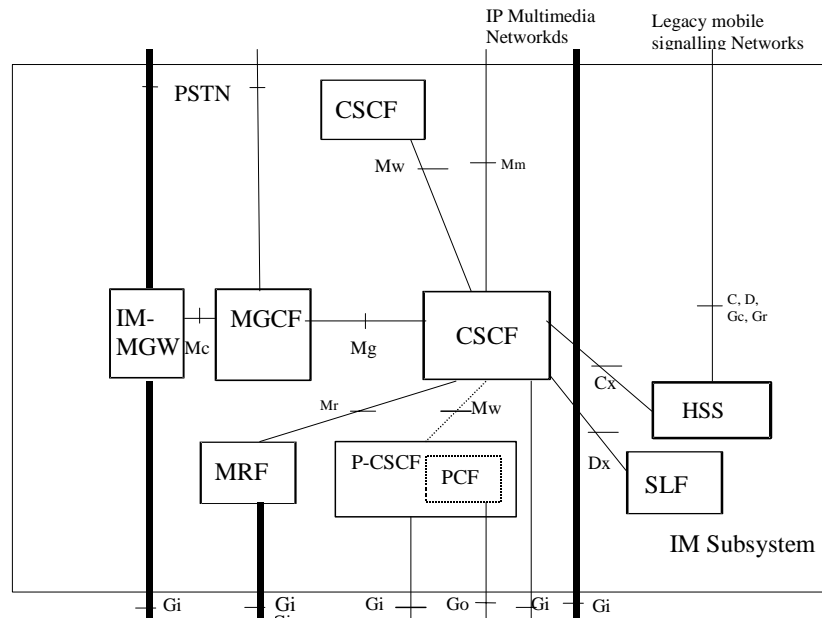 IP Multimedia
Networkds
Legacy mobile
signalling Networks
PSTN
CSCF
Mw
Mm
IM-
MGW
Mc
MGCF
Mg
CSCF
C, D,
Gc, Gr
Cx
HSS
Mr
Mw
MRF
P-CSCF
PCF
Dx
SLF
IM Subsystem
Gi
Gi
Gi
Go
Gi
Gi